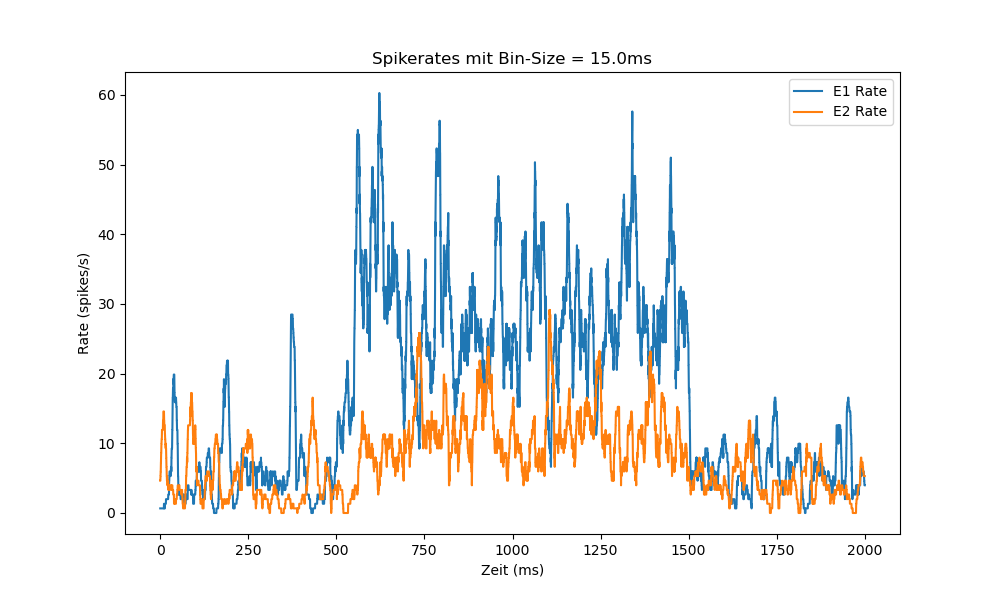 Spikerates mit Bin-Size = 15.0ms
E1 Rate
E2 Rate
60
50
40
30
20
10
0
Rate (spikes/s)
0 250 500 750 1000 1250 1500 1750 2000
Zeit (ms)